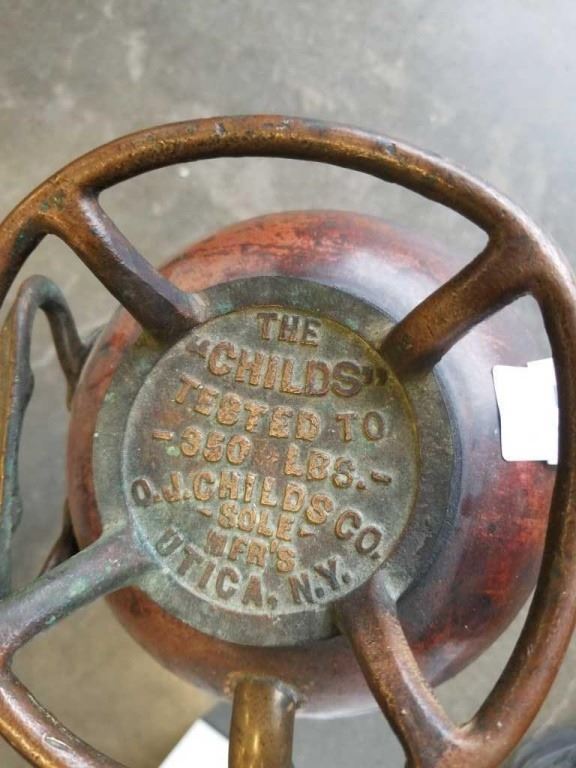 THE
"CHILDS"
TESTED TO
-350 LBS.-
O.J.CHILDS CO.
-SOLE-
MFR'S
UTICA, N.Y.